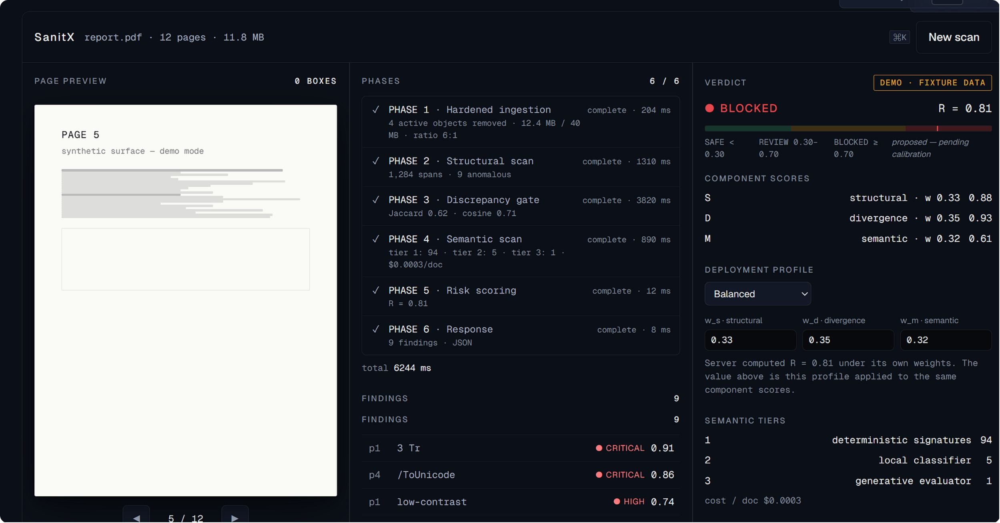 SanitX report.pdf · 12 pages · 11.8 MB
⌘K New scan
PAGE PREVIEW 0 BOXES
PAGE 5
synthetic surface — demo mode
◀ 5 / 12 ▶
PHASES 6 / 6
✓ PHASE 1 · Hardened ingestion complete · 204 ms
4 active objects removed · 12.4 MB / 40
MB · ratio 6:1
✓ PHASE 2 · Structural scan complete · 1310 ms
1,284 spans · 9 anomalous
✓ PHASE 3 · Discrepancy gate complete · 3820 ms
Jaccard 0.62 · cosine 0.71
✓ PHASE 4 · Semantic scan complete · 890 ms
tier 1: 94 · tier 2: 5 · tier 3: 1 ·
$0.0003/doc
✓ PHASE 5 · Risk scoring complete · 12 ms
R = 0.81
✓ PHASE 6 · Response complete · 8 ms
9 findings · JSON
total 6244 ms
FINDINGS 9
FINDINGS 9
p1 3 Tr CRITICAL 0.91
p4 /ToUnicode CRITICAL 0.86
p1 low-contrast HIGH 0.74
VERDICT DEMO · FIXTURE DATA
BLOCKED R = 0.81
SAFE < 0.30
REVIEW 0.30–0.70
BLOCKED ≥ 0.70
proposed — pending calibration
COMPONENT SCORES
S structural · w 0.33 0.88
D divergence · w 0.35 0.93
M semantic · w 0.32 0.61
DEPLOYMENT PROFILE
Balanced
w_s · structural w_d · divergence w_m · semantic
0.33 0.35 0.32
Server computed R = 0.81 under its own weights. The
value above is this profile applied to the same
component scores.
SEMANTIC TIERS
1 deterministic signatures 94
2 local classifier 5
3 generative evaluator 1
cost / doc $0.0003